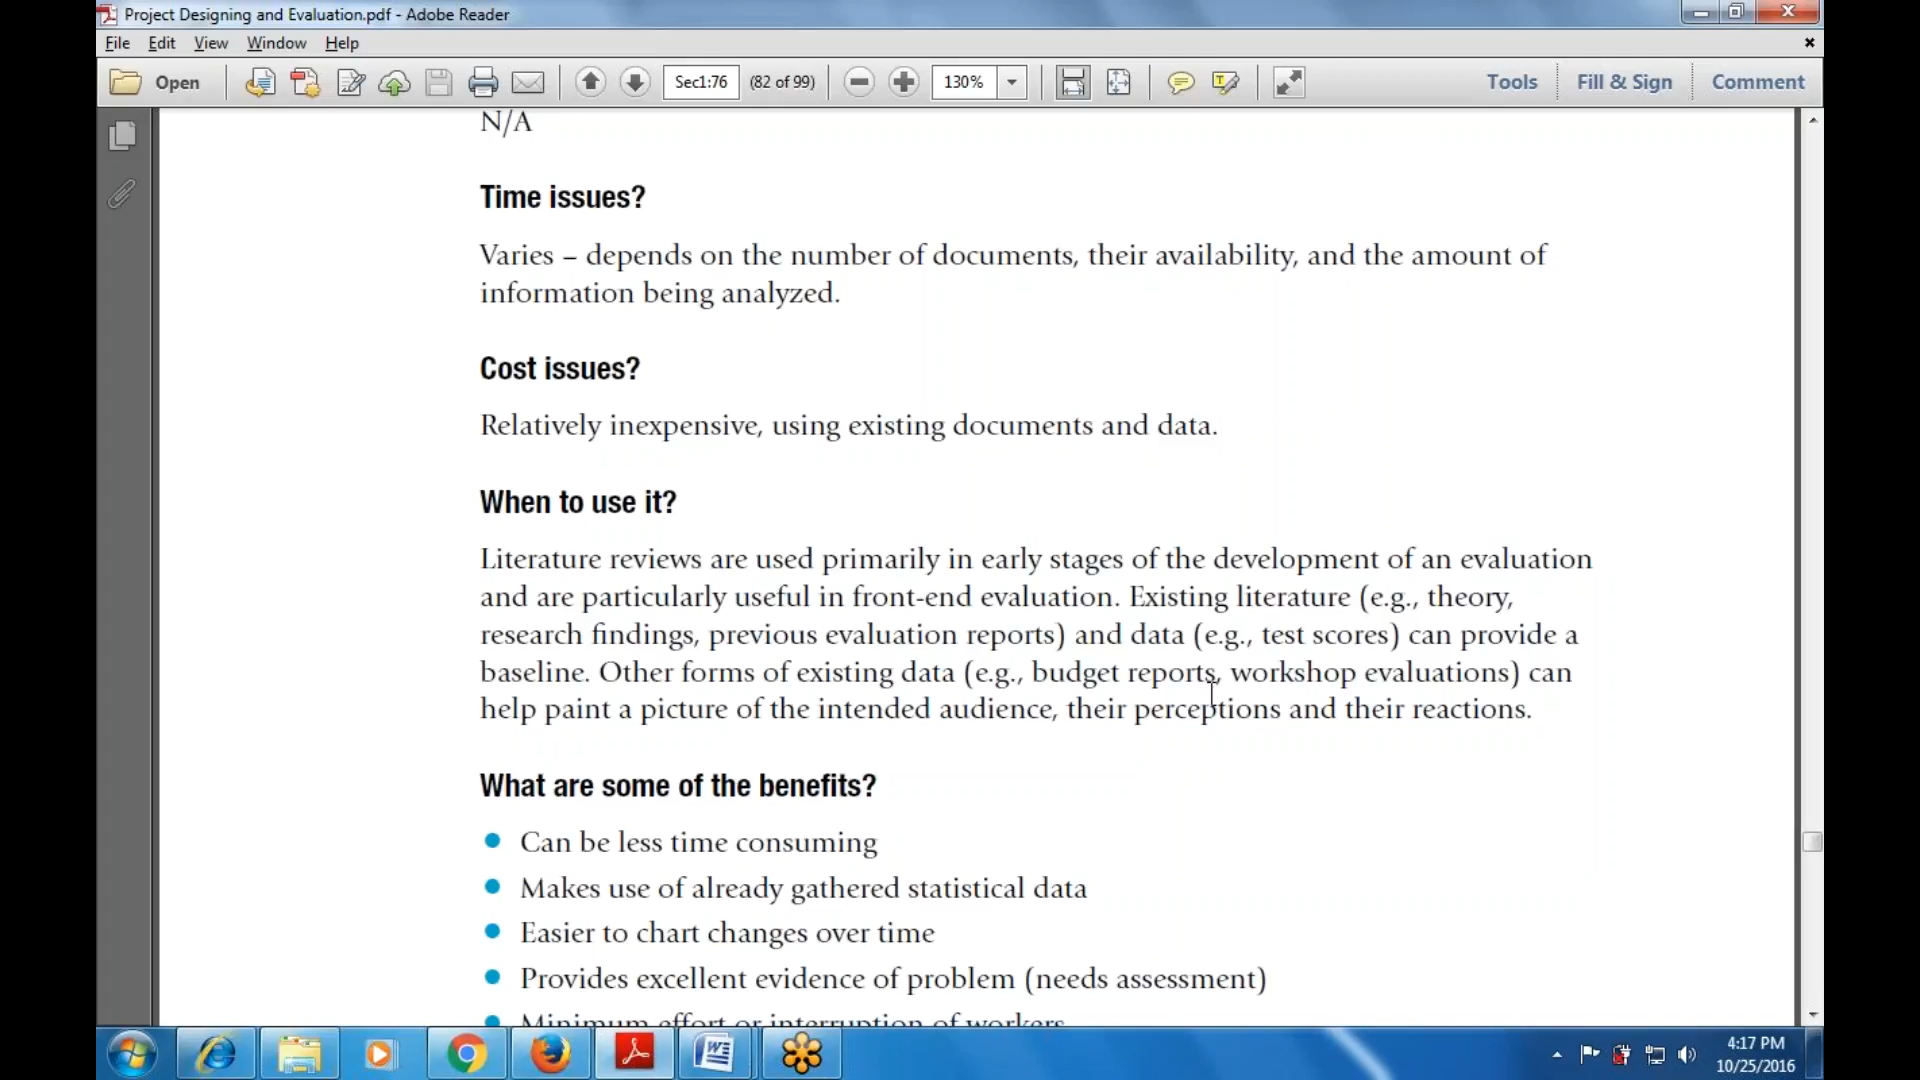 Project Designing and Evaluation.pdf - Adobe Reader
File Edit View Window Help
Open Sec1:76 (82 of 99) 130% Tools Fill & Sign Comment
N/A
Time issues?
Varies – depends on the number of documents, their availability, and the amount of
information being analyzed.
Cost issues?
Relatively inexpensive, using existing documents and data.
When to use it?
Literature reviews are used primarily in early stages of the development of an evaluation
and are particularly useful in front-end evaluation. Existing literature (e.g., theory,
research findings, previous evaluation reports) and data (e.g., test scores) can provide a
baseline. Other forms of existing data (e.g., budget reports, workshop evaluations) can
help paint a picture of the intended audience, their perceptions and their reactions.
What are some of the benefits?
Can be less time consuming
Makes use of already gathered statistical data
Easier to chart changes over time
Provides excellent evidence of problem (needs assessment)
Minimum effort or interruption of workers
4:17 PM
10/25/2016